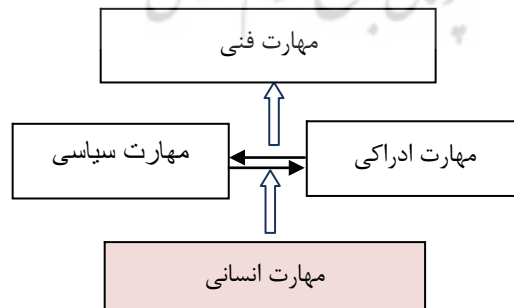 مهارت فنی
مهارت ادراکی
مهارت سیاسی
مهارت انسانی